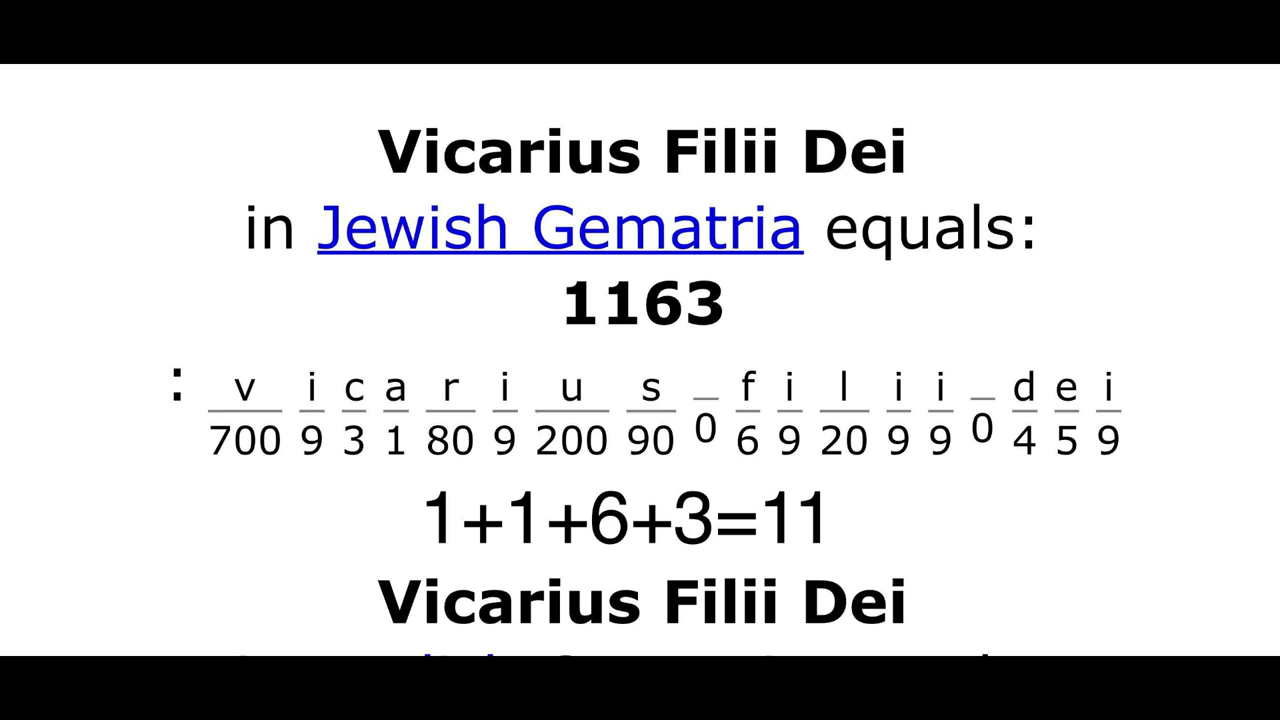 Vicarius Filii Dei
in Jewish Gematria equals:
1163
: v i c a r i u s _ f i l i i _ d e i
700 9 3 1 80 9 200 90 0 6 9 20 9 9 0 4 5 9
1+1+6+3=11
Vicarius Filii Dei